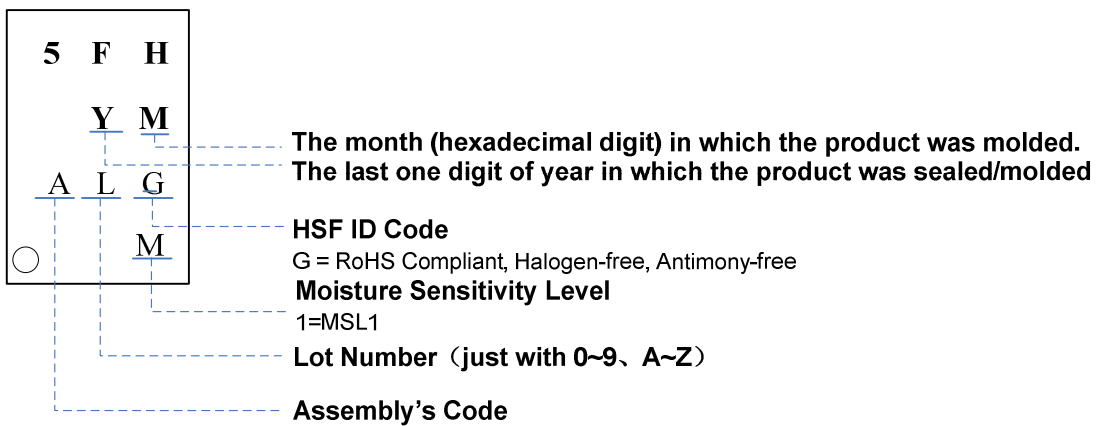 5 F H
Y M
The month (hexadecimal digit) in which the product was molded.
The last one digit of year in which the product was sealed/molded
A L G
HSF ID Code
M
G = RoHS Compliant, Halogen-free, Antimony-free
Moisture Sensitivity Level
1=MSL1
Lot Number（just with 0~9、A~Z）
Assembly's Code